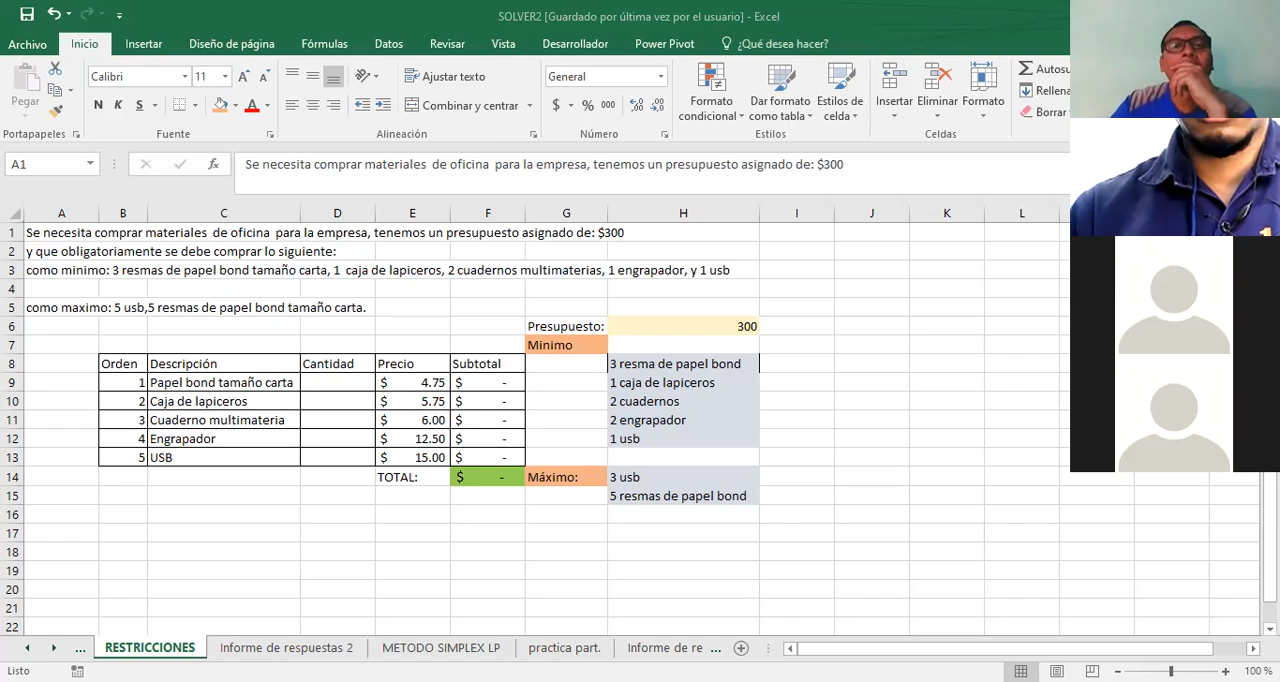 SOLVER2 [Guardado por última vez por el usuario] - Excel
Archivo Inicio Insertar Diseño de página Fórmulas Datos Revisar Vista Desarrollador Power Pivot ¿Qué desea hacer?
Pegar Calibri 11 A A Ajustar texto General Formato condicional Dar formato como tabla Estilos de celda Insertar Eliminar Formato Autosu
N K S A Combinar y centrar $ % 000 Rellena
Borrar
Portapapeles Fuente Alineación Número Estilos Celdas
A1 fx Se necesita comprar materiales de oficina para la empresa, tenemos un presupuesto asignado de: $300
A B C D E F G H I J K L
1 Se necesita comprar materiales de oficina para la empresa, tenemos un presupuesto asignado de: $300
2 y que obligatoriamente se debe comprar lo siguiente:
3 como minimo: 3 resmas de papel bond tamaño carta, 1 caja de lapiceros, 2 cuadernos multimaterias, 1 engrapador, y 1 usb
4
5 como maximo: 5 usb,5 resmas de papel bond tamaño carta.
6 Presupuesto: 300
7 Minimo
8 Orden Descripción Cantidad Precio Subtotal 3 resma de papel bond
9 1 Papel bond tamaño carta $ 4.75 $ - 1 caja de lapiceros
10 2 Caja de lapiceros $ 5.75 $ - 2 cuadernos
11 3 Cuaderno multimateria $ 6.00 $ - 2 engrapador
12 4 Engrapador $ 12.50 $ - 1 usb
13 5 USB $ 15.00 $ -
14 TOTAL: $ - Máximo: 3 usb
15 5 resmas de papel bond
16
17
18
19
20
21
22
... RESTRICCIONES Informe de respuestas 2 METODO SIMPLEX LP practica part. Informe de re ...
Listo 100 %